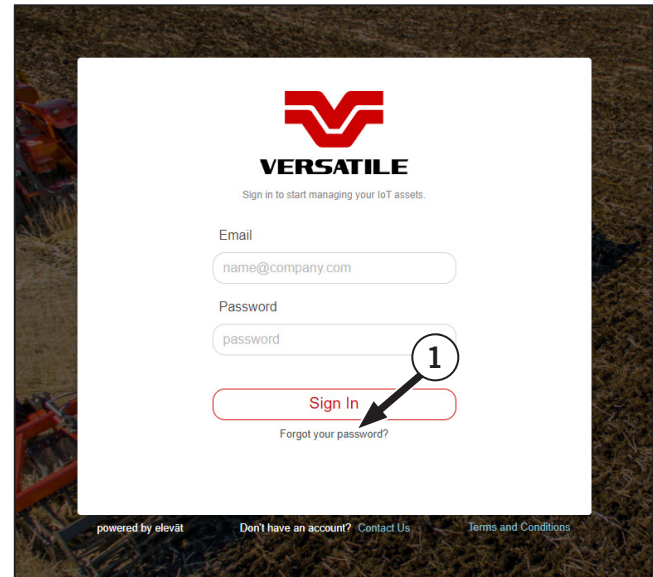 VERSATILE
Sign in to start managing your IoT assets.
Email
name@company.com
Password
password
1
Sign In
Forgot your password?
powered by elevāt Don't have an account? Contact Us Terms and Conditions